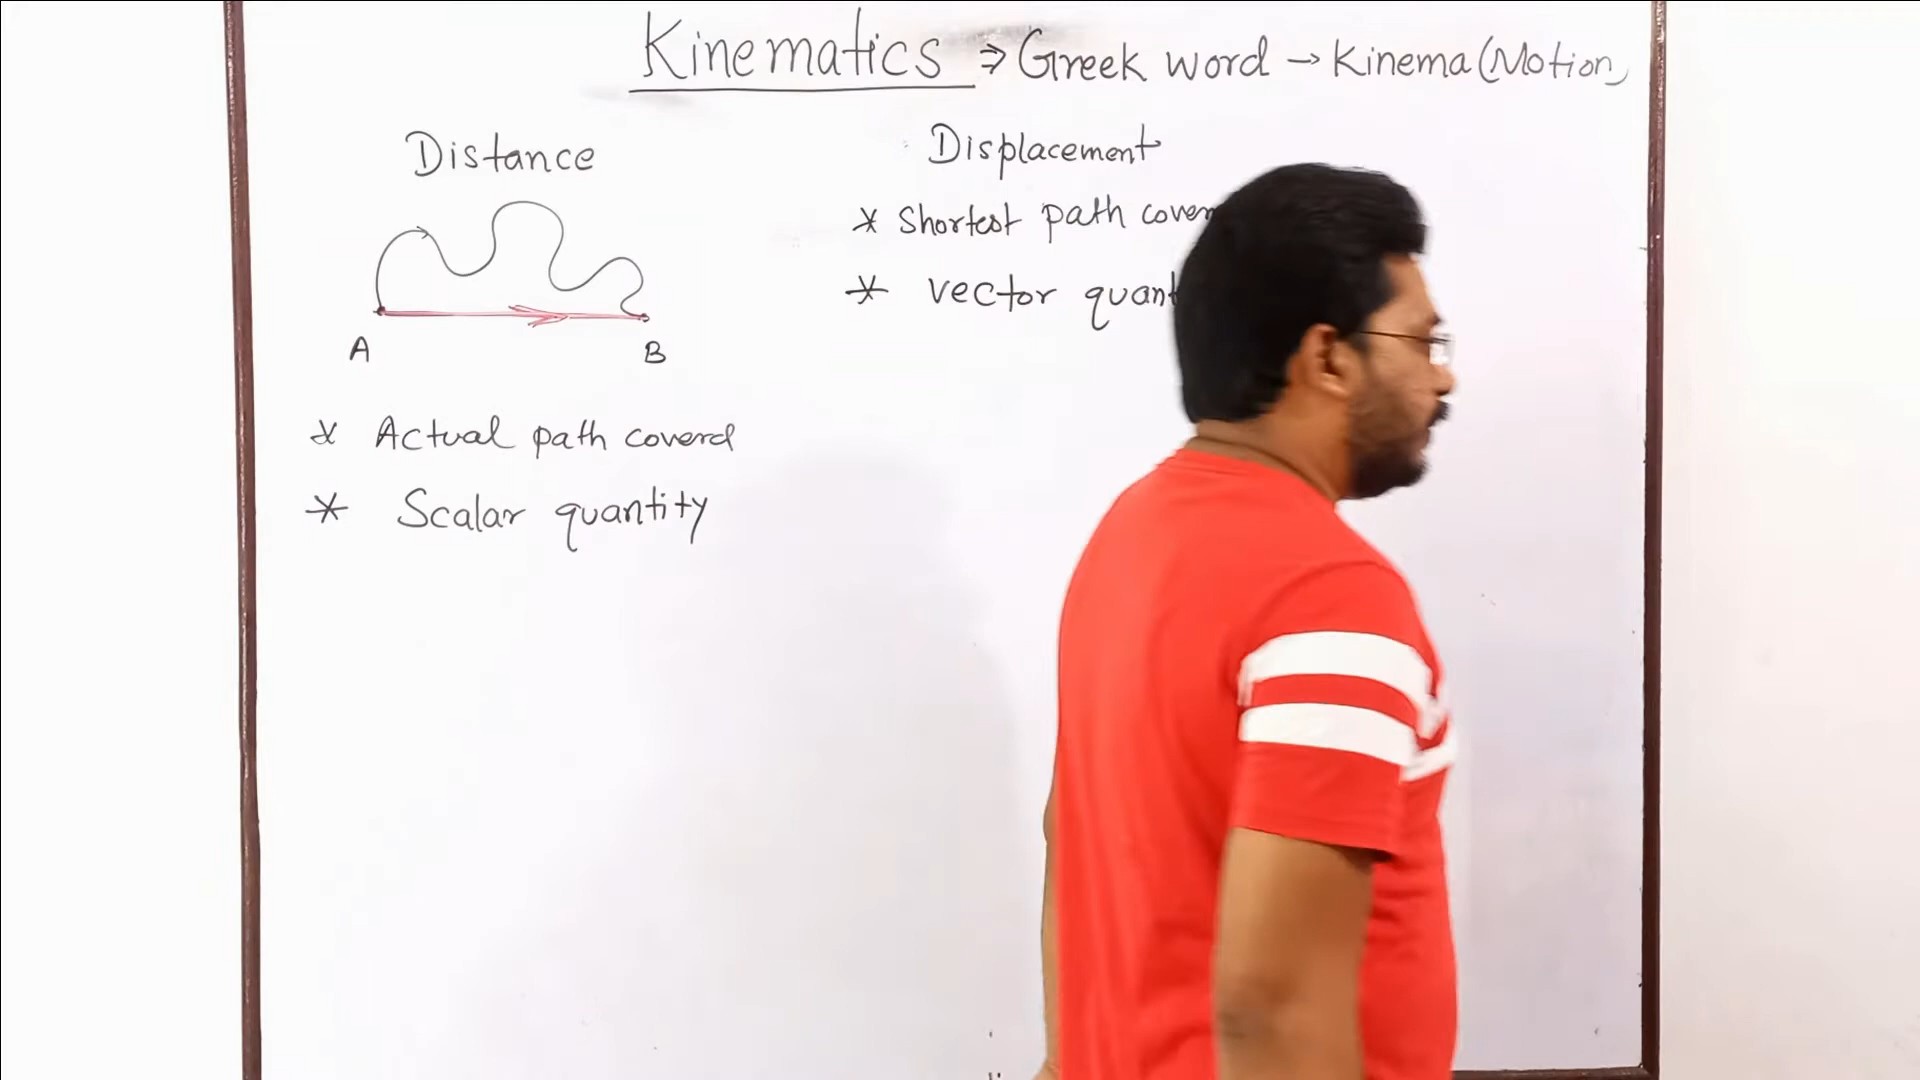 Kinematics ⇒ Greek word → Kinema (Motion)
Distance
A
B
* Actual path coverd
* Scalar quantity
Displacement
* Shortest path
* vector